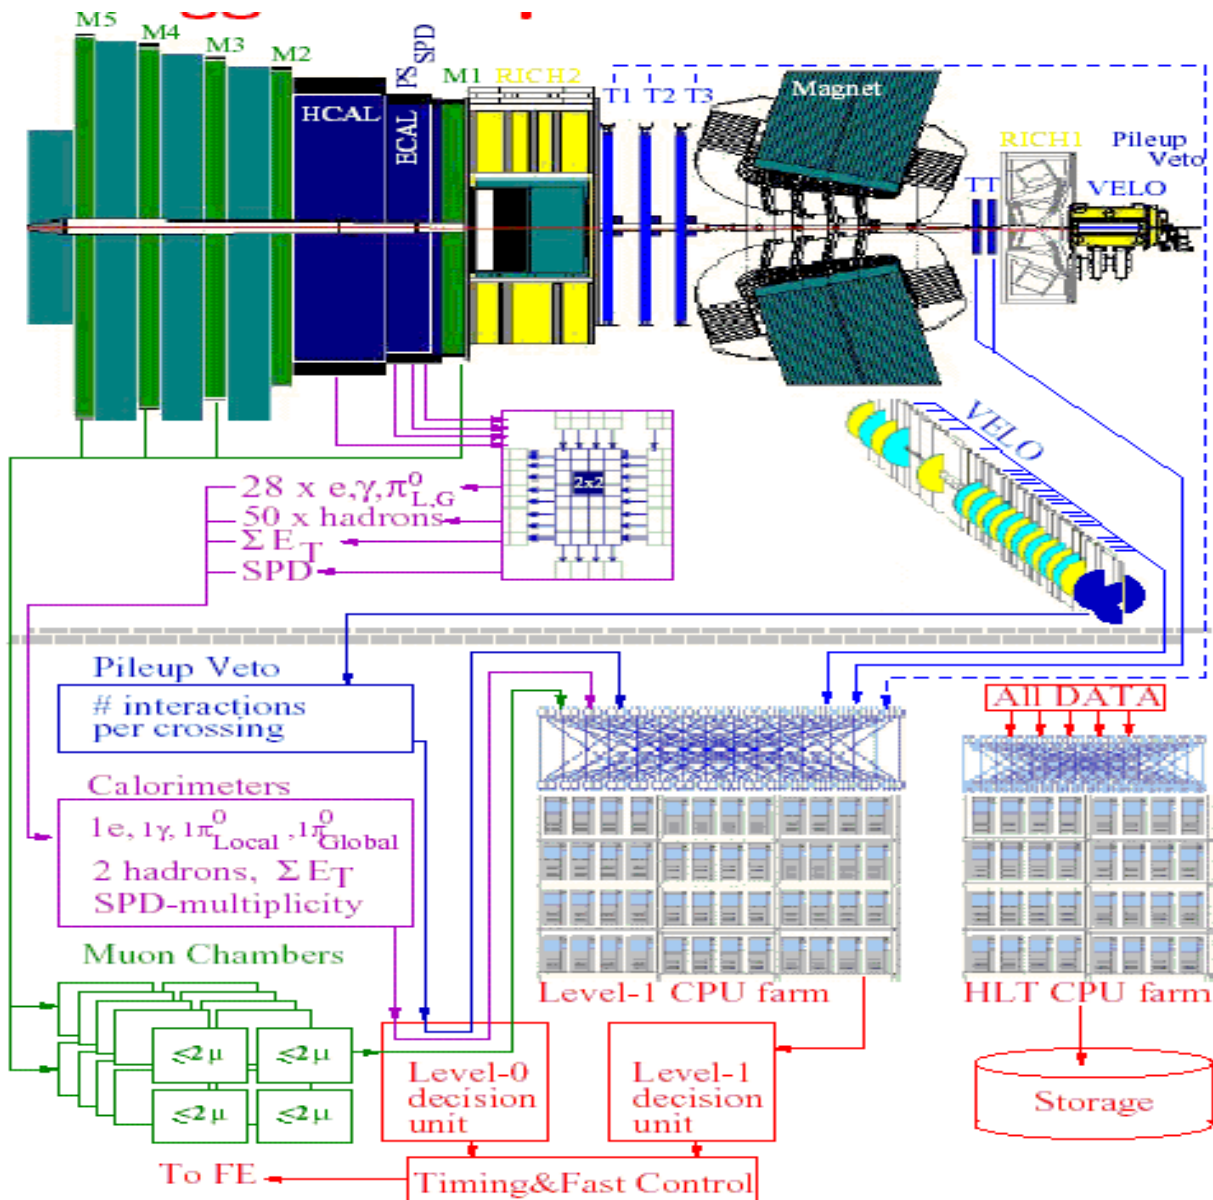 M5
M4
M3
M2
PS
SPD
M1
RICH2
T1
T2
T3
Magnet
HCAL
ECAL
RICH1
Pileup
Veto
TT
VELO
VELO
2x2
28 x e,γ,π⁰L,G
50 x hadrons
Σ E_T
SPD
Pileup Veto
# interactions
per crossing
All DATA
Calorimeters
1e, 1γ, 1π⁰Local ,1π⁰Global
2 hadrons, Σ E_T
SPD-multiplicity
Muon Chambers
Level-1 CPU farm
HLT CPU farm
≤2 μ
≤2 μ
≤2 μ
≤2 μ
Level-0
decision
unit
Level-1
decision
unit
Storage
To FE
Timing&Fast Control